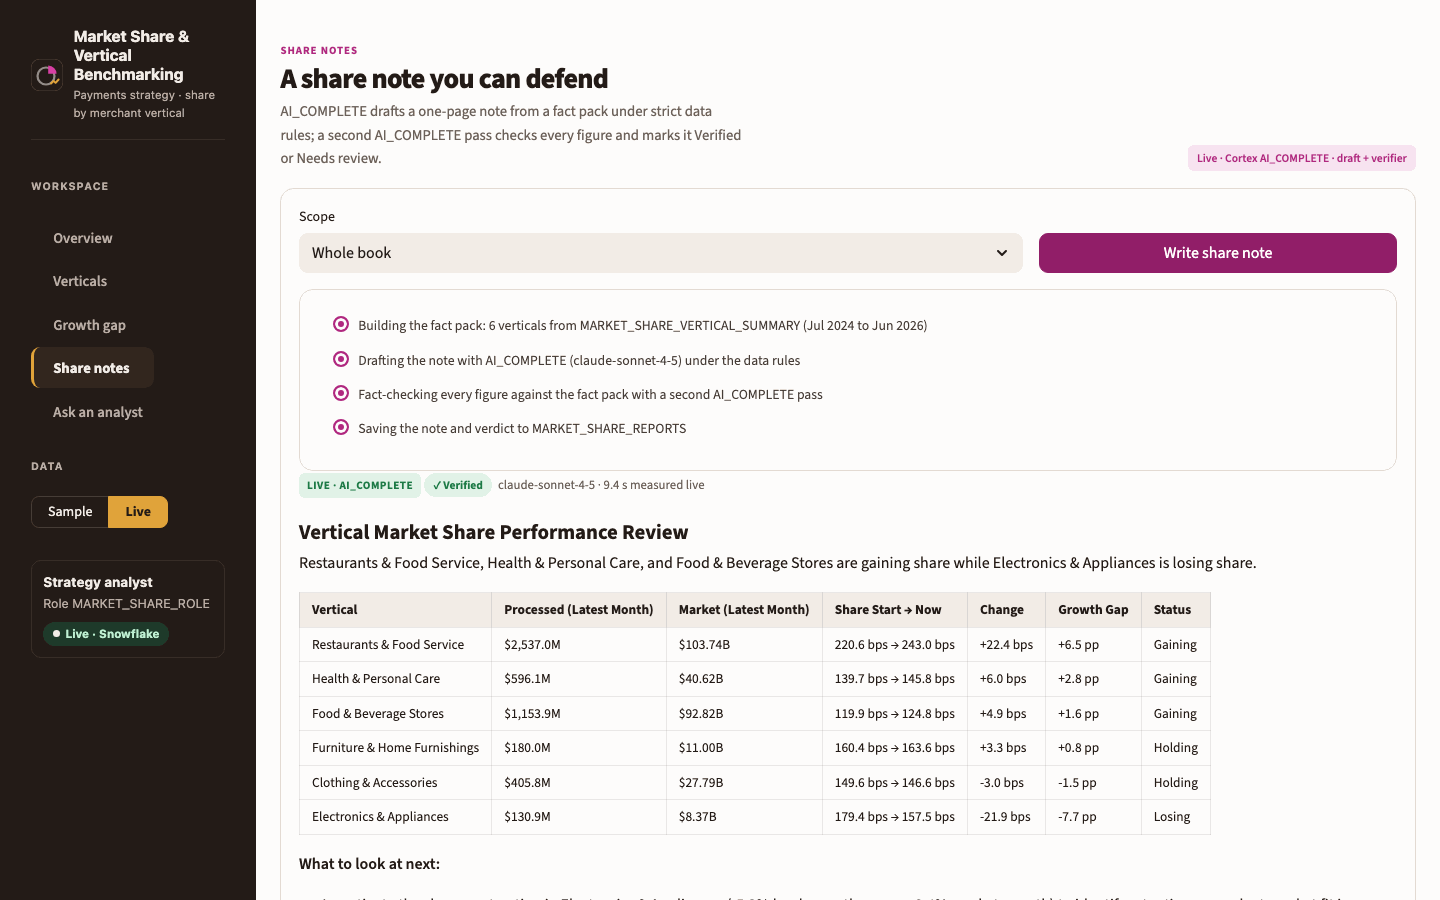 Market Share &
Vertical
Benchmarking
Payments strategy · share
by merchant vertical
WORKSPACE
Overview
Verticals
Growth gap
Share notes
Ask an analyst
DATA
Sample Live
Strategy analyst
Role MARKET_SHARE_ROLE
Live · Snowflake
SHARE NOTES
A share note you can defend
AI_COMPLETE drafts a one-page note from a fact pack under strict data
rules; a second AI_COMPLETE pass checks every figure and marks it Verified
or Needs review.
Live · Cortex AI_COMPLETE · draft + verifier
Scope
Whole book
Write share note
Building the fact pack: 6 verticals from MARKET_SHARE_VERTICAL_SUMMARY (Jul 2024 to Jun 2026)
Drafting the note with AI_COMPLETE (claude-sonnet-4-5) under the data rules
Fact-checking every figure against the fact pack with a second AI_COMPLETE pass
Saving the note and verdict to MARKET_SHARE_REPORTS
LIVE · AI_COMPLETE ✓ Verified claude-sonnet-4-5 · 9.4 s measured live
Vertical Market Share Performance Review
Restaurants & Food Service, Health & Personal Care, and Food & Beverage Stores are gaining share while Electronics & Appliances is losing share.
Vertical Processed (Latest Month) Market (Latest Month) Share Start → Now Change Growth Gap Status
Restaurants & Food Service $2,537.0M $103.74B 220.6 bps → 243.0 bps +22.4 bps +6.5 pp Gaining
Health & Personal Care $596.1M $40.62B 139.7 bps → 145.8 bps +6.0 bps +2.8 pp Gaining
Food & Beverage Stores $1,153.9M $92.82B 119.9 bps → 124.8 bps +4.9 bps +1.6 pp Gaining
Furniture & Home Furnishings $180.0M $11.00B 160.4 bps → 163.6 bps +3.3 bps +0.8 pp Holding
Clothing & Accessories $405.8M $27.79B 149.6 bps → 146.6 bps -3.0 bps -1.5 pp Holding
Electronics & Appliances $130.9M $8.37B 179.4 bps → 157.5 bps -21.9 bps -7.7 pp Losing
What to look at next: